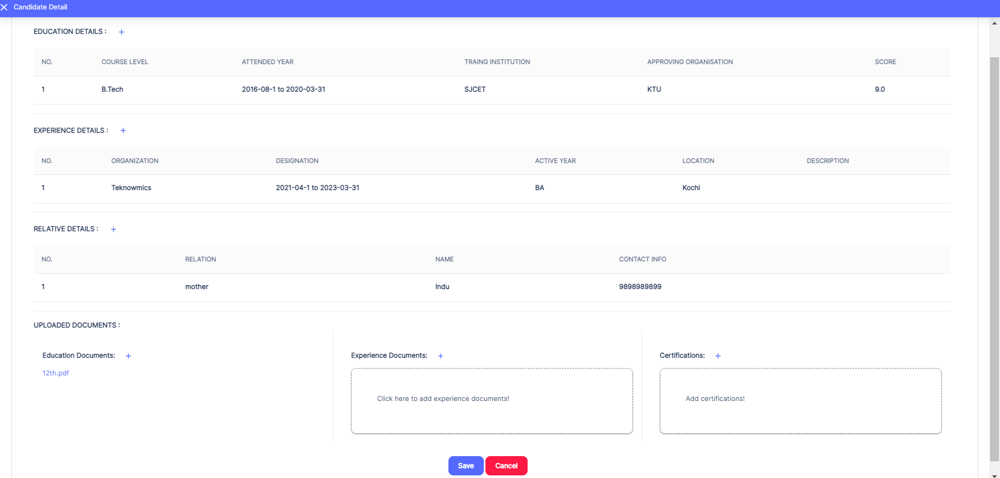 Candidate Detail
EDUCATION DETAILS : +
NO. COURSE LEVEL ATTENDED YEAR TRAING INSTITUTION APPROVING ORGANISATION SCORE
1 B.Tech 2016-08-1 to 2020-03-31 SJCET KTU 9.0
EXPERIENCE DETAILS : +
NO. ORGANIZATION DESIGNATION ACTIVE YEAR LOCATION DESCRIPTION
1 Teknowmics 2021-04-1 to 2023-03-31 BA Kochi
RELATIVE DETAILS : +
NO. RELATION NAME CONTACT INFO
1 mother Indu 9898989899
UPLOADED DOCUMENTS :
Education Documents: + Experience Documents: + Certifications: +
12th.pdf
Click here to add experience documents! Add certifications!
Save Cancel